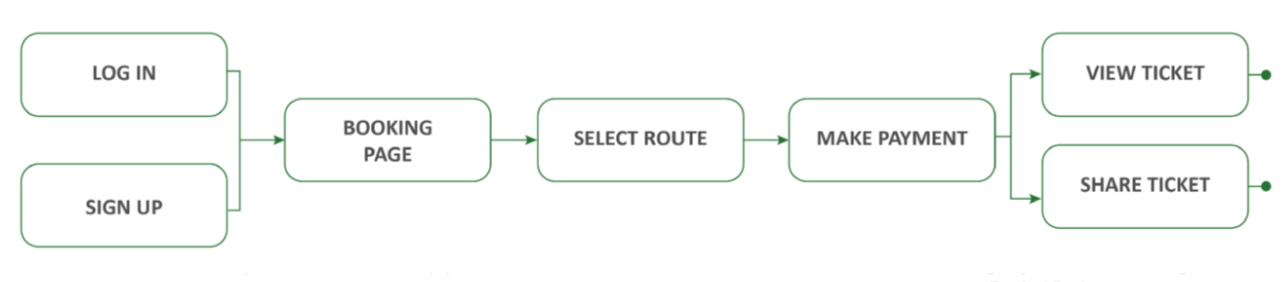 LOG IN
SIGN UP
BOOKING
PAGE
SELECT ROUTE
MAKE PAYMENT
VIEW TICKET
SHARE TICKET